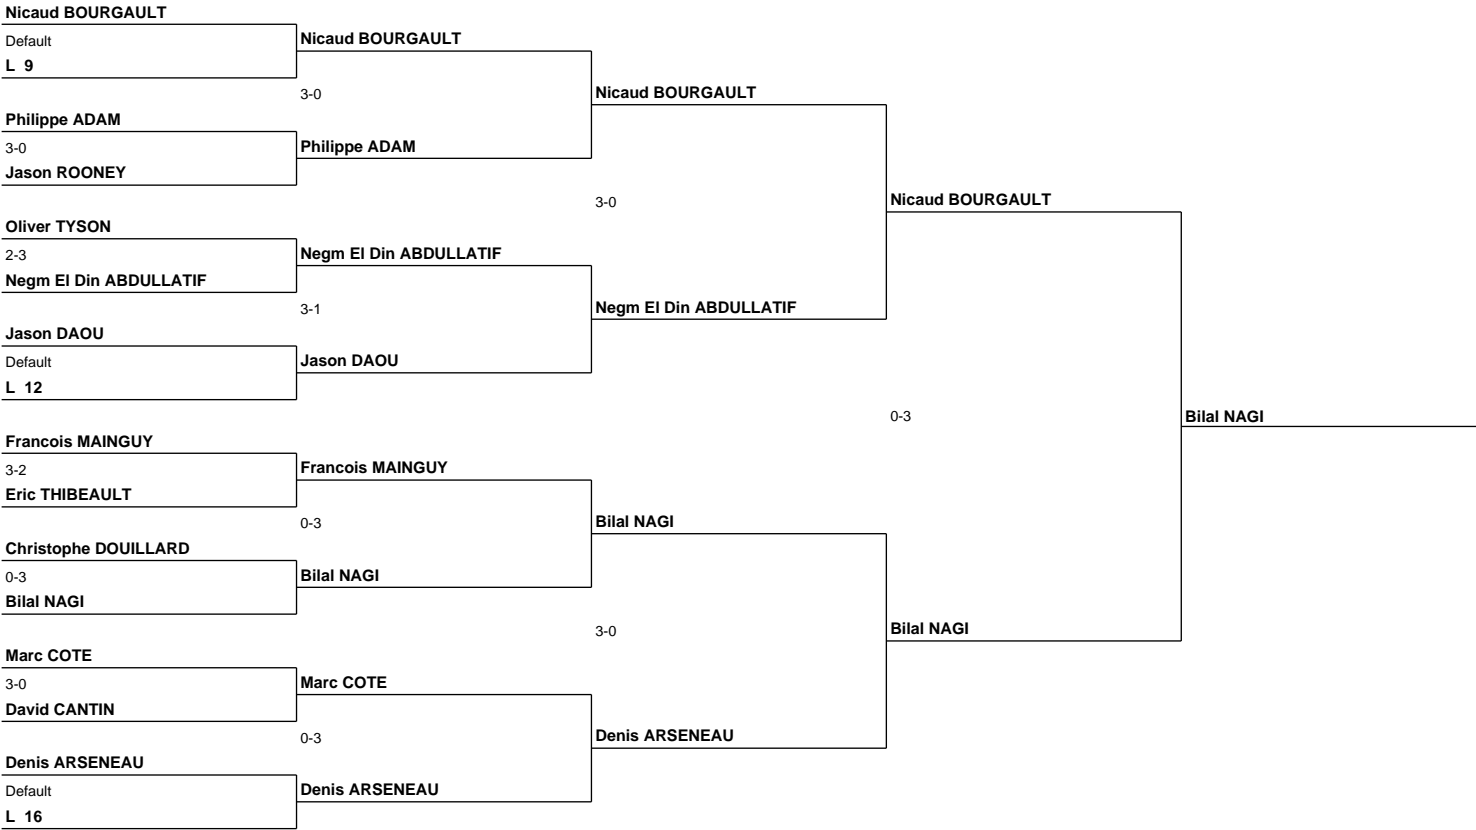 Nicaud BOURGAULT
Default
L 9
Nicaud BOURGAULT
3-0
Philippe ADAM
3-0
Jason ROONEY
Philippe ADAM
Nicaud BOURGAULT
3-0
Oliver TYSON
2-3
Negm El Din ABDULLATIF
Negm El Din ABDULLATIF
3-1
Jason DAOU
Default
L 12
Jason DAOU
Negm El Din ABDULLATIF
Nicaud BOURGAULT
0-3
Bilal NAGI
Francois MAINGUY
3-2
Eric THIBEAULT
Francois MAINGUY
0-3
Christophe DOUILLARD
0-3
Bilal NAGI
Bilal NAGI
Bilal NAGI
3-0
Marc COTE
3-0
David CANTIN
Marc COTE
0-3
Denis ARSENEAU
Default
L 16
Denis ARSENEAU
Denis ARSENEAU
Bilal NAGI